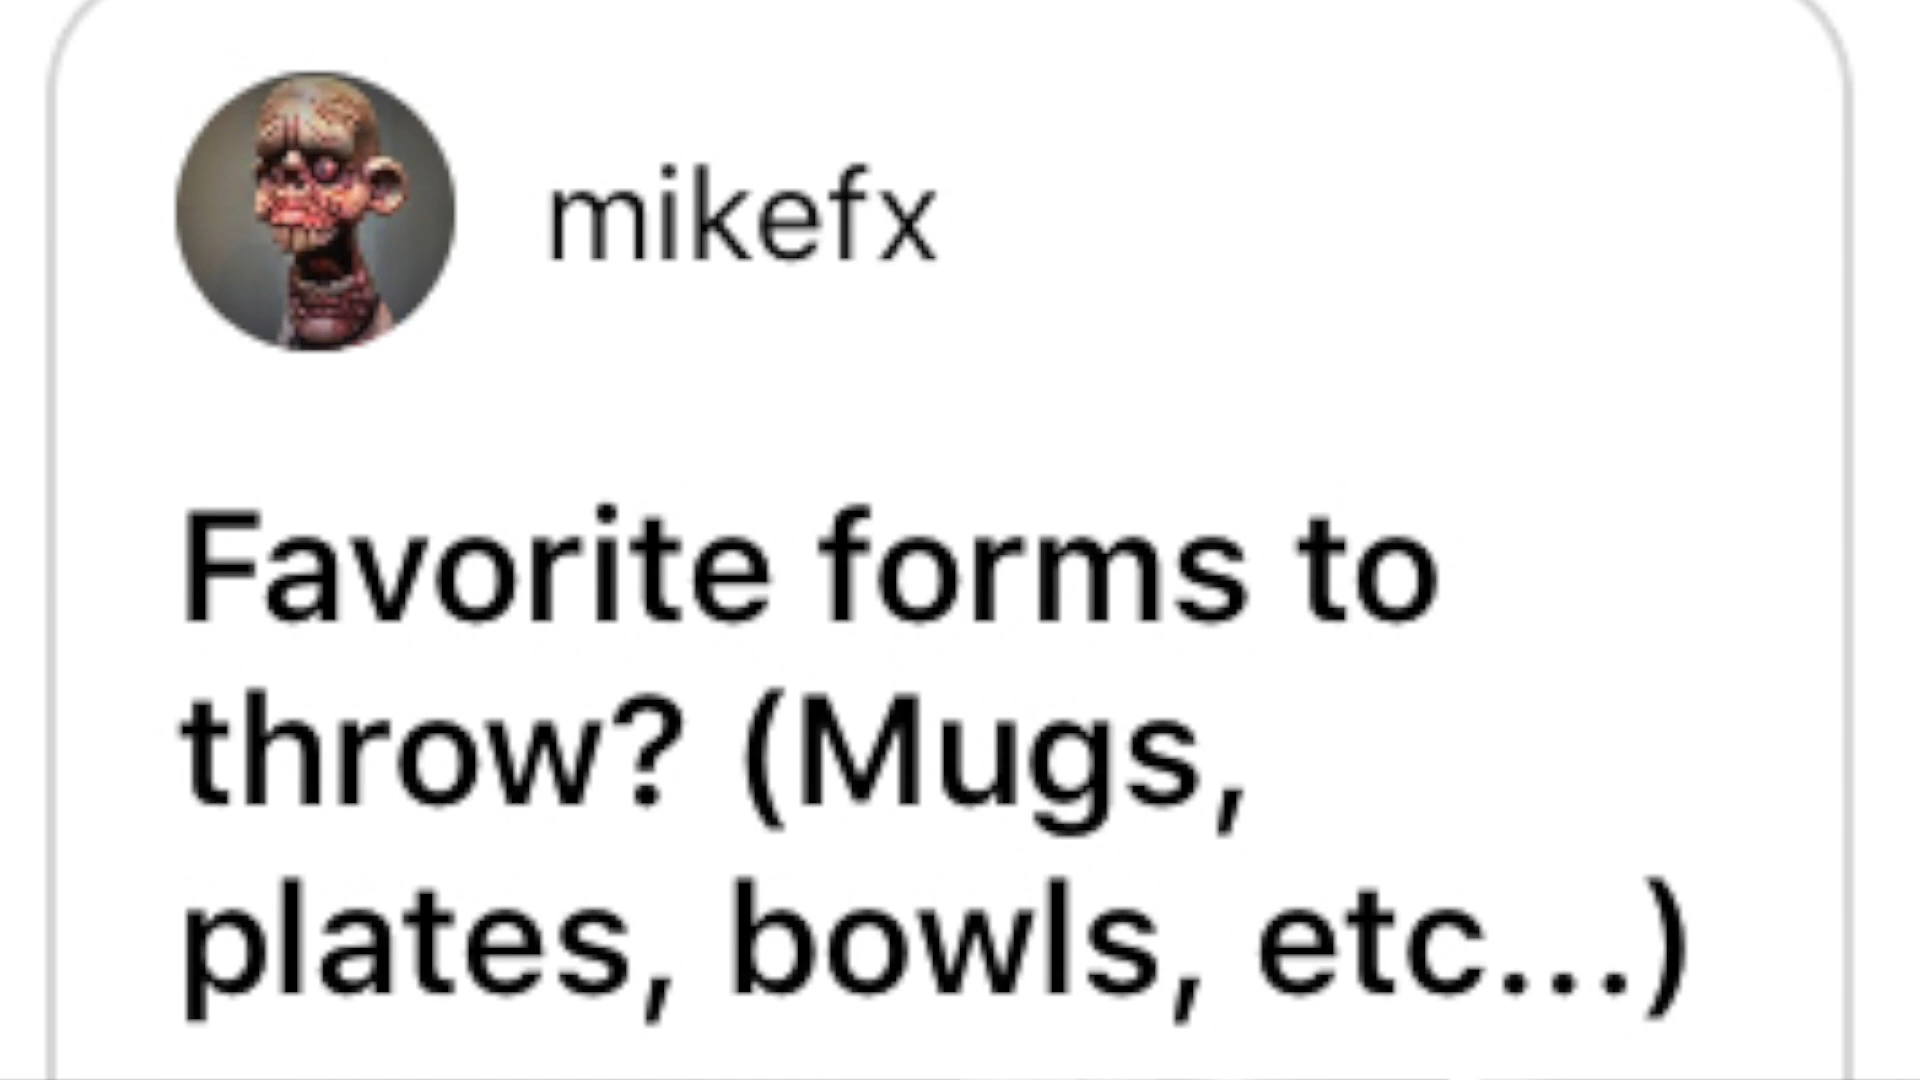 mikefx
Favorite forms to
throw? (Mugs,
plates, bowls, etc...)